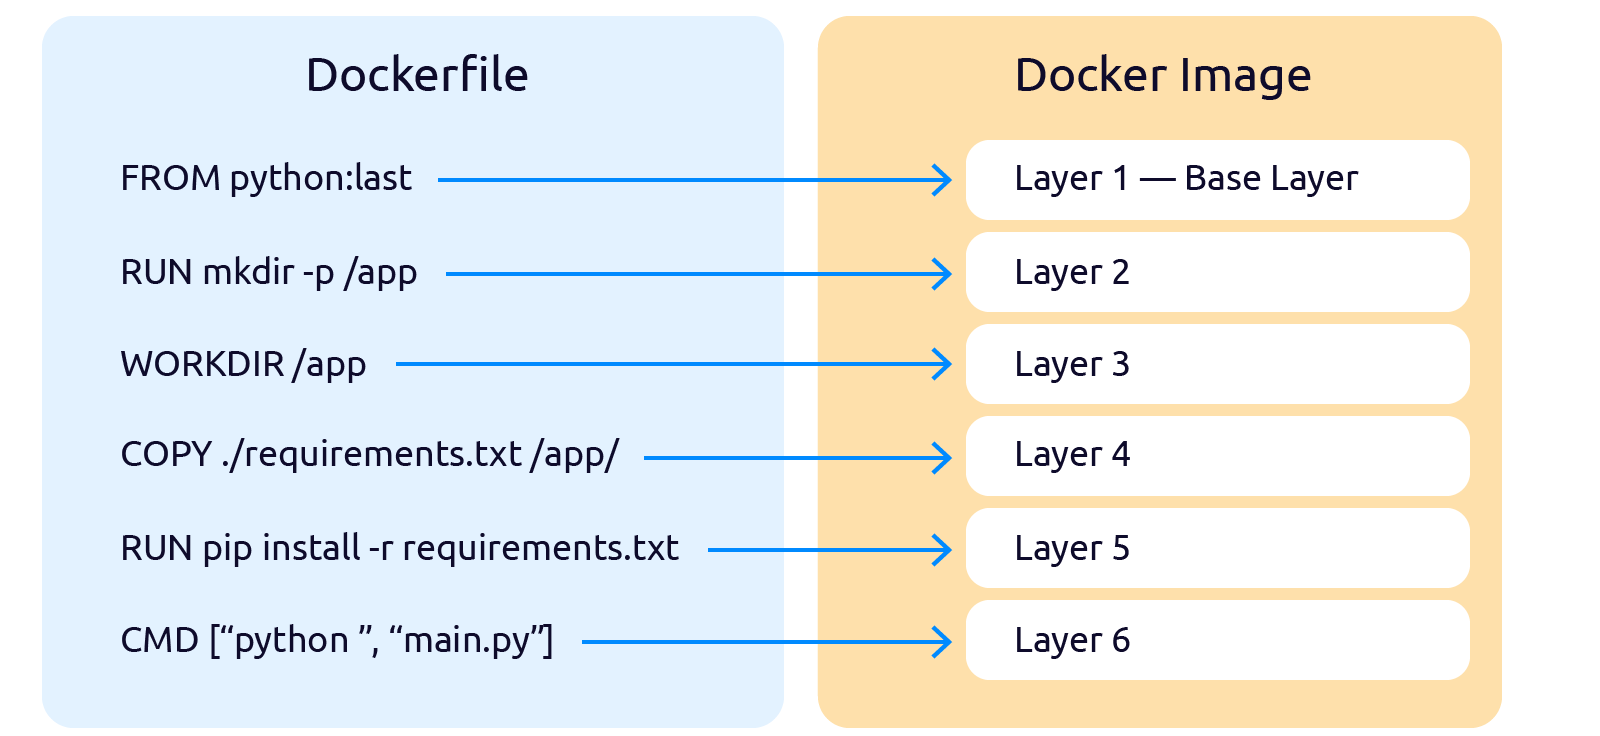 Dockerfile
FROM python:last
RUN mkdir -p /app
WORKDIR /app
COPY ./requirements.txt /app/
RUN pip install -r requirements.txt
CMD [“python ”, “main.py”]
Docker Image
Layer 1 — Base Layer
Layer 2
Layer 3
Layer 4
Layer 5
Layer 6